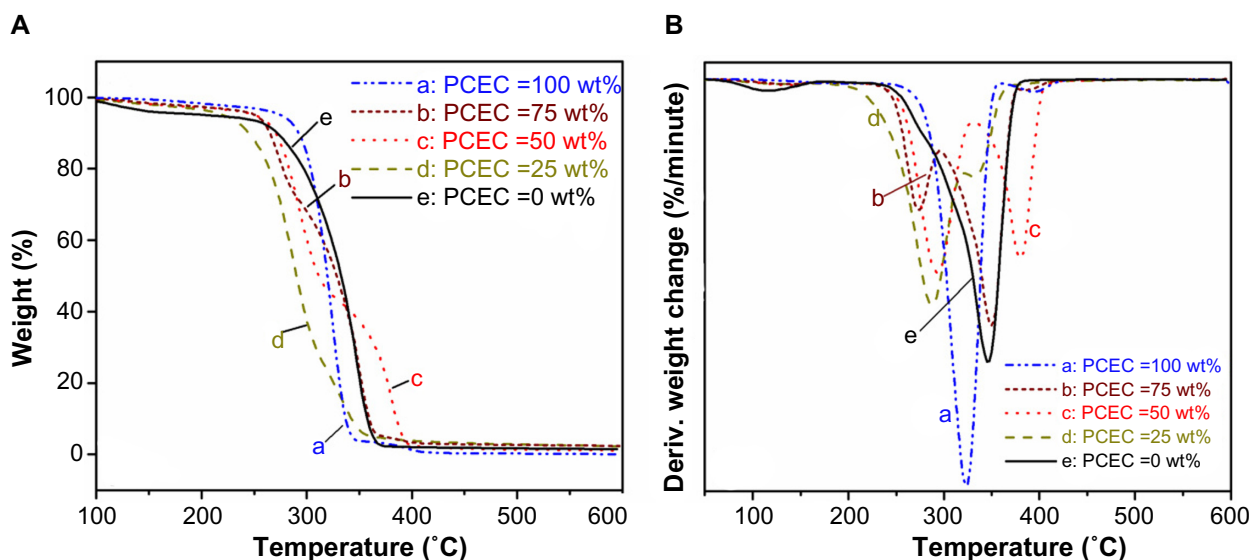 A
Weight (%)
100
80
60
40
20
0
a: PCEC =100 wt%
b: PCEC =75 wt%
c: PCEC =50 wt%
d: PCEC =25 wt%
e: PCEC =0 wt%
e
b
d
c
a
100 200 300 400 500 600
Temperature (˚C)
B
Deriv. weight change (%/minute)
d
b
c
e
a
a: PCEC =100 wt%
b: PCEC =75 wt%
c: PCEC =50 wt%
d: PCEC =25 wt%
e: PCEC =0 wt%
100 200 300 400 500 600
Temperature (˚C)